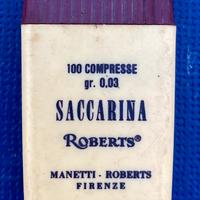 100 COMPRESSE
gr. 0.03
SACCARINA
ROBERTS®
MANETTI - ROBERTS
FIRENZE